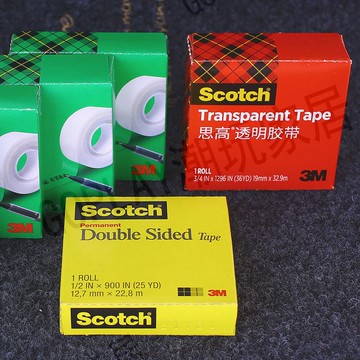 Scotch
Transparent Tape
思高®透明胶带
1 ROLL
3/4 IN x 1296 IN (36YD) 19mm x 32.9m
3M
Scotch
Permanent
Double Sided Tape
1 ROLL
1/2 IN x 900 IN (25 YD)
12,7 mm x 22,8 m
3M
Scotch